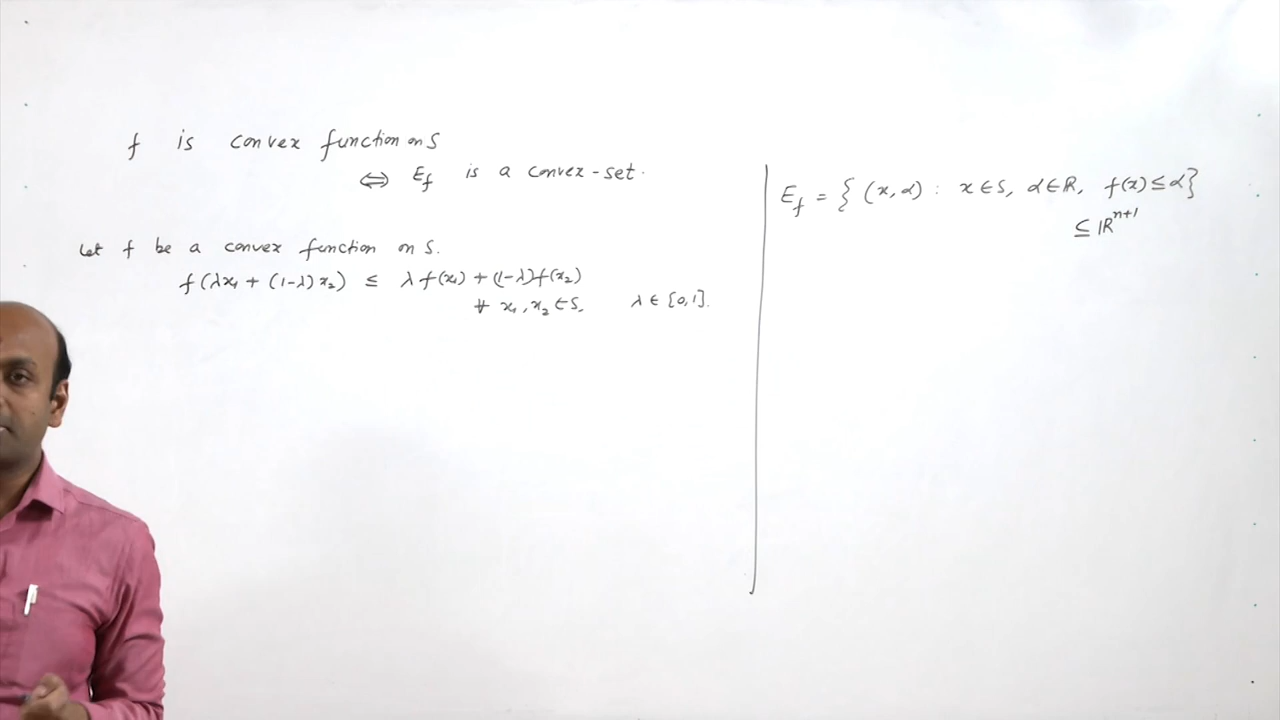 f is convex function on S
⇔ E_f is a convex-set.
Let f be a convex function on S.
f(λx₁ + (1-λ)x₂) ≤ λf(x₁) + (1-λ)f(x₂)
∀ x₁, x₂ ∈ S, λ ∈ [0,1].
E_f = { (x, α) : x ∈ S, α ∈ R, f(x) ≤ α }
⊆ ℝⁿ⁺¹